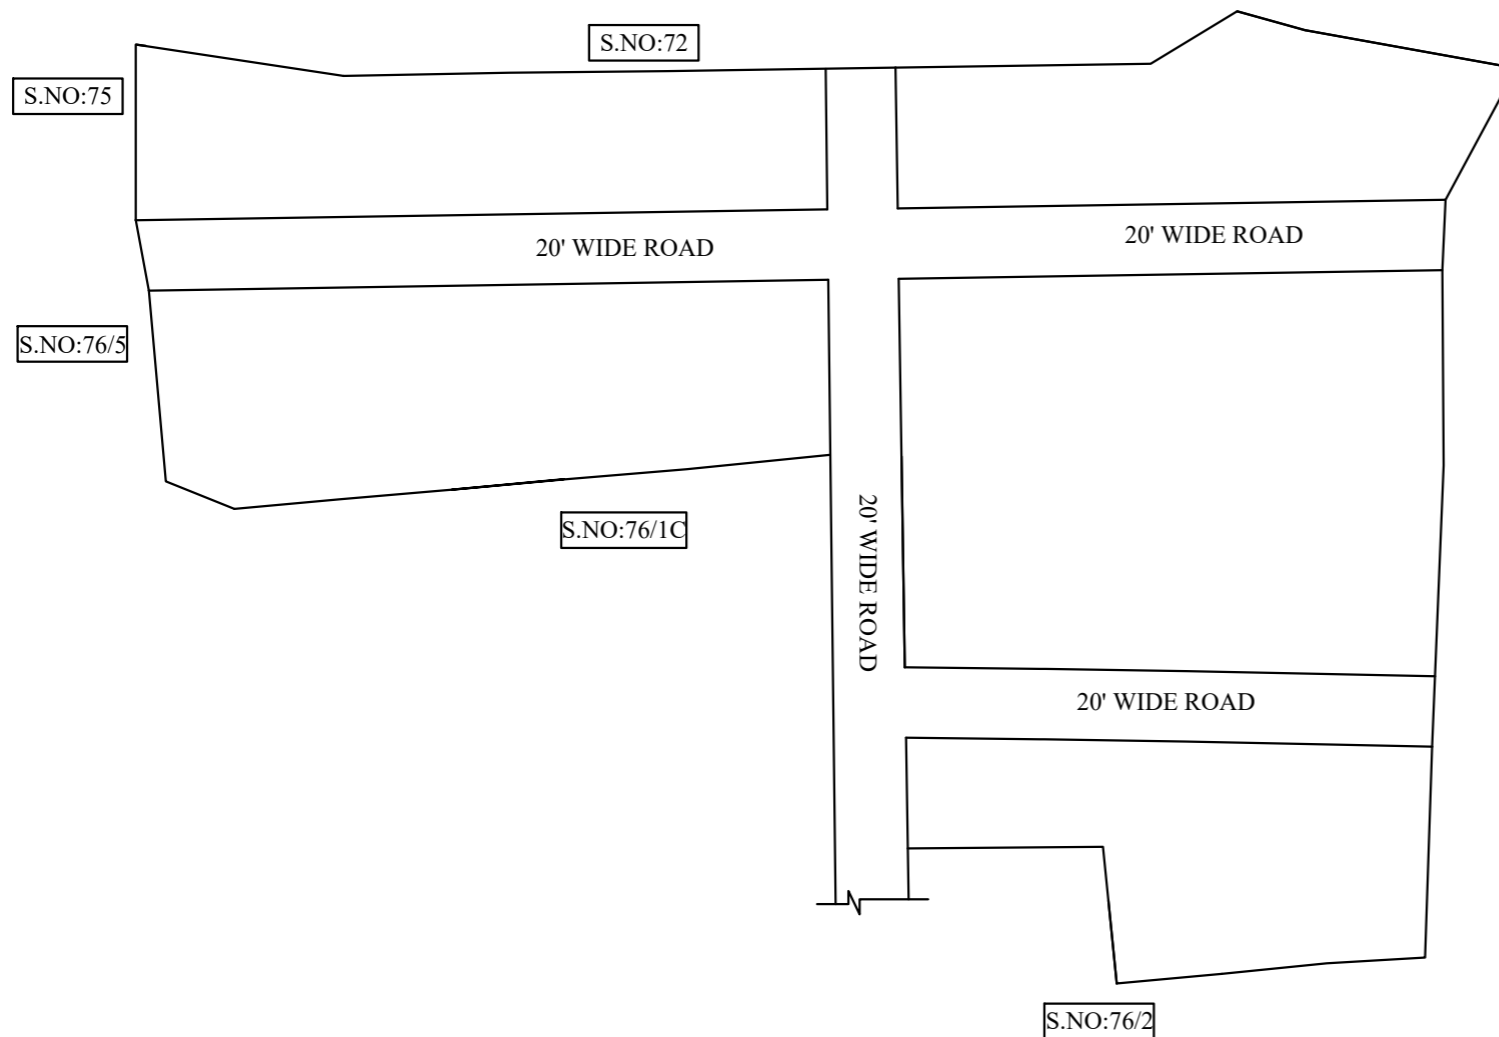 S.NO:72
S.NO:75
20' WIDE ROAD
20' WIDE ROAD
S.NO:76/5
S.NO:76/1C
20' WIDE ROAD
20' WIDE ROAD
S.NO:76/2